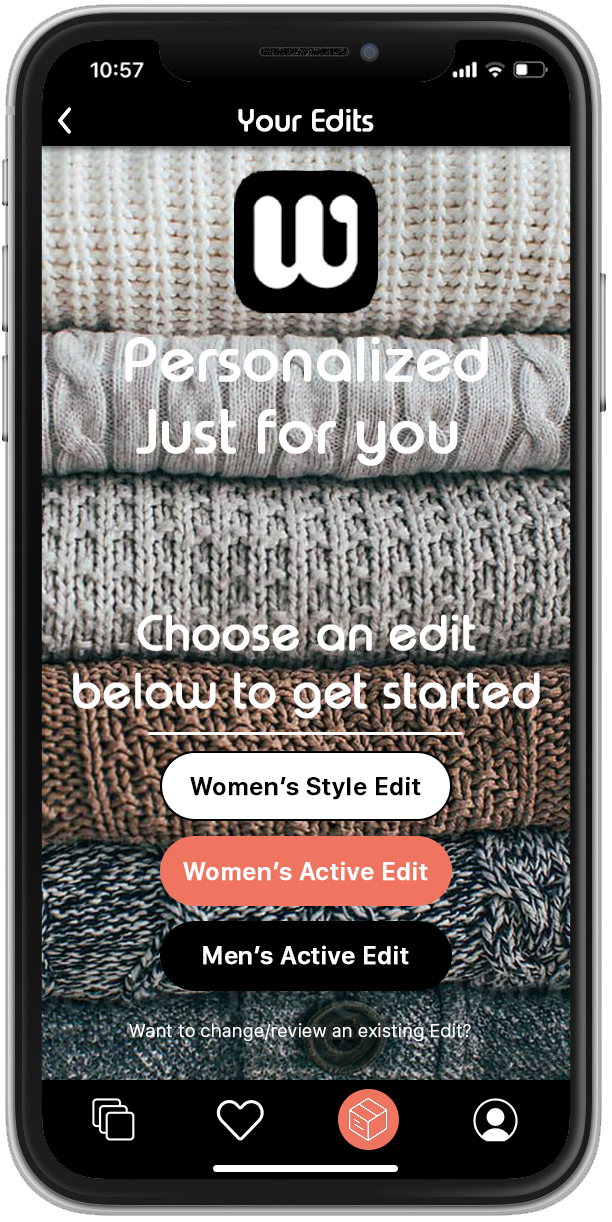 10:57
Your Edits
W
Personalized
Just for you
Choose an edit
below to get started
Women's Style Edit
Women's Active Edit
Men's Active Edit
Want to change/review an existing Edit?